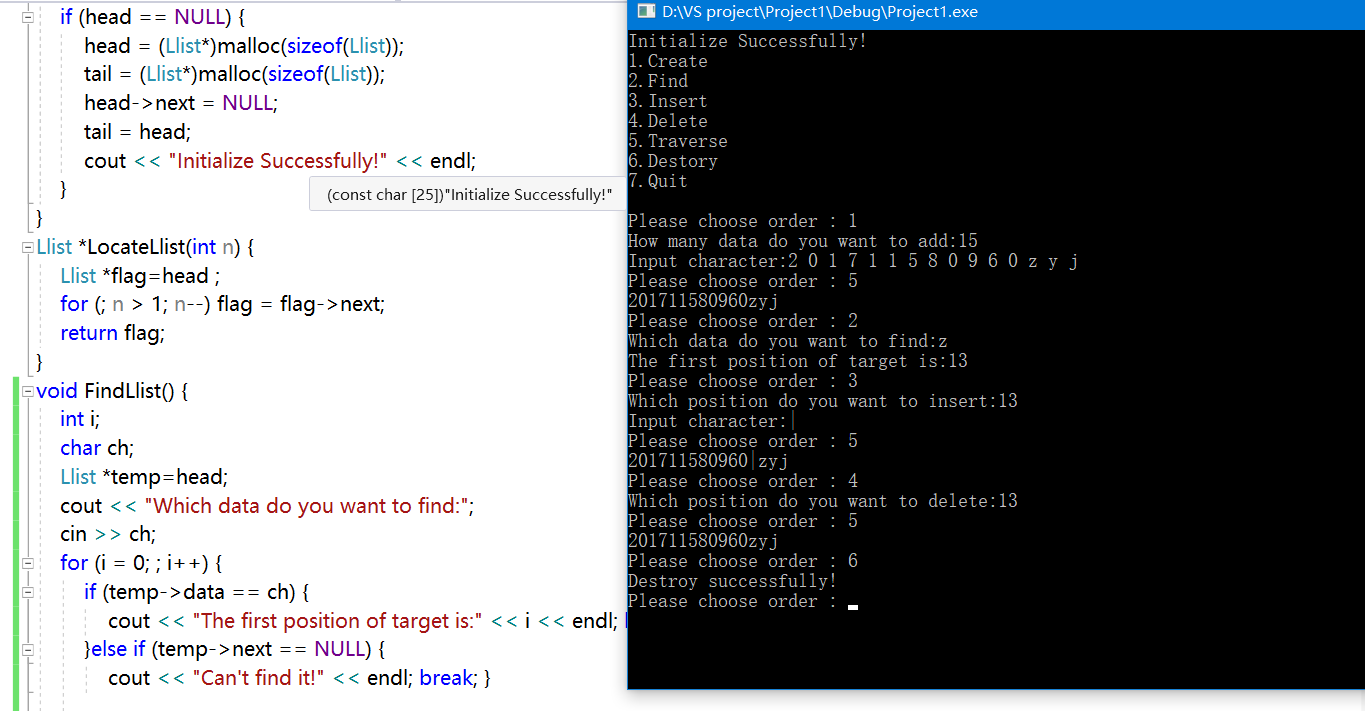 if (head == NULL) {
head = (Llist*)malloc(sizeof(Llist));
tail = (Llist*)malloc(sizeof(Llist));
head->next = NULL;
tail = head;
cout << "Initialize Successfully!" << endl;
}
(const char [25])"Initialize Successfully!"
}
Llist *LocateLlist(int n) {
Llist *flag=head ;
for (; n > 1; n--) flag = flag->next;
return flag;
}
void FindLlist() {
int i;
char ch;
Llist *temp=head;
cout << "Which data do you want to find:";
cin >> ch;
for (i = 0; ; i++) {
if (temp->data == ch) {
cout << "The first position of target is:" << i << endl;
}else if (temp->next == NULL) {
cout << "Can't find it!" << endl; break; }
D:\VS project\Project1\Debug\Project1.exe
Initialize Successfully!
1.Create
2.Find
3.Insert
4.Delete
5.Traverse
6.Destory
7.Quit
Please choose order : 1
How many data do you want to add:15
Input character:2 0 1 7 1 1 5 8 0 9 6 0 z y j
Please choose order : 5
201711580960zyj
Please choose order : 2
Which data do you want to find:z
The first position of target is:13
Please choose order : 3
Which position do you want to insert:13
Input character:|
Please choose order : 5
201711580960|zyj
Please choose order : 4
Which position do you want to delete:13
Please choose order : 5
201711580960zyj
Please choose order : 6
Destroy successfully!
Please choose order :